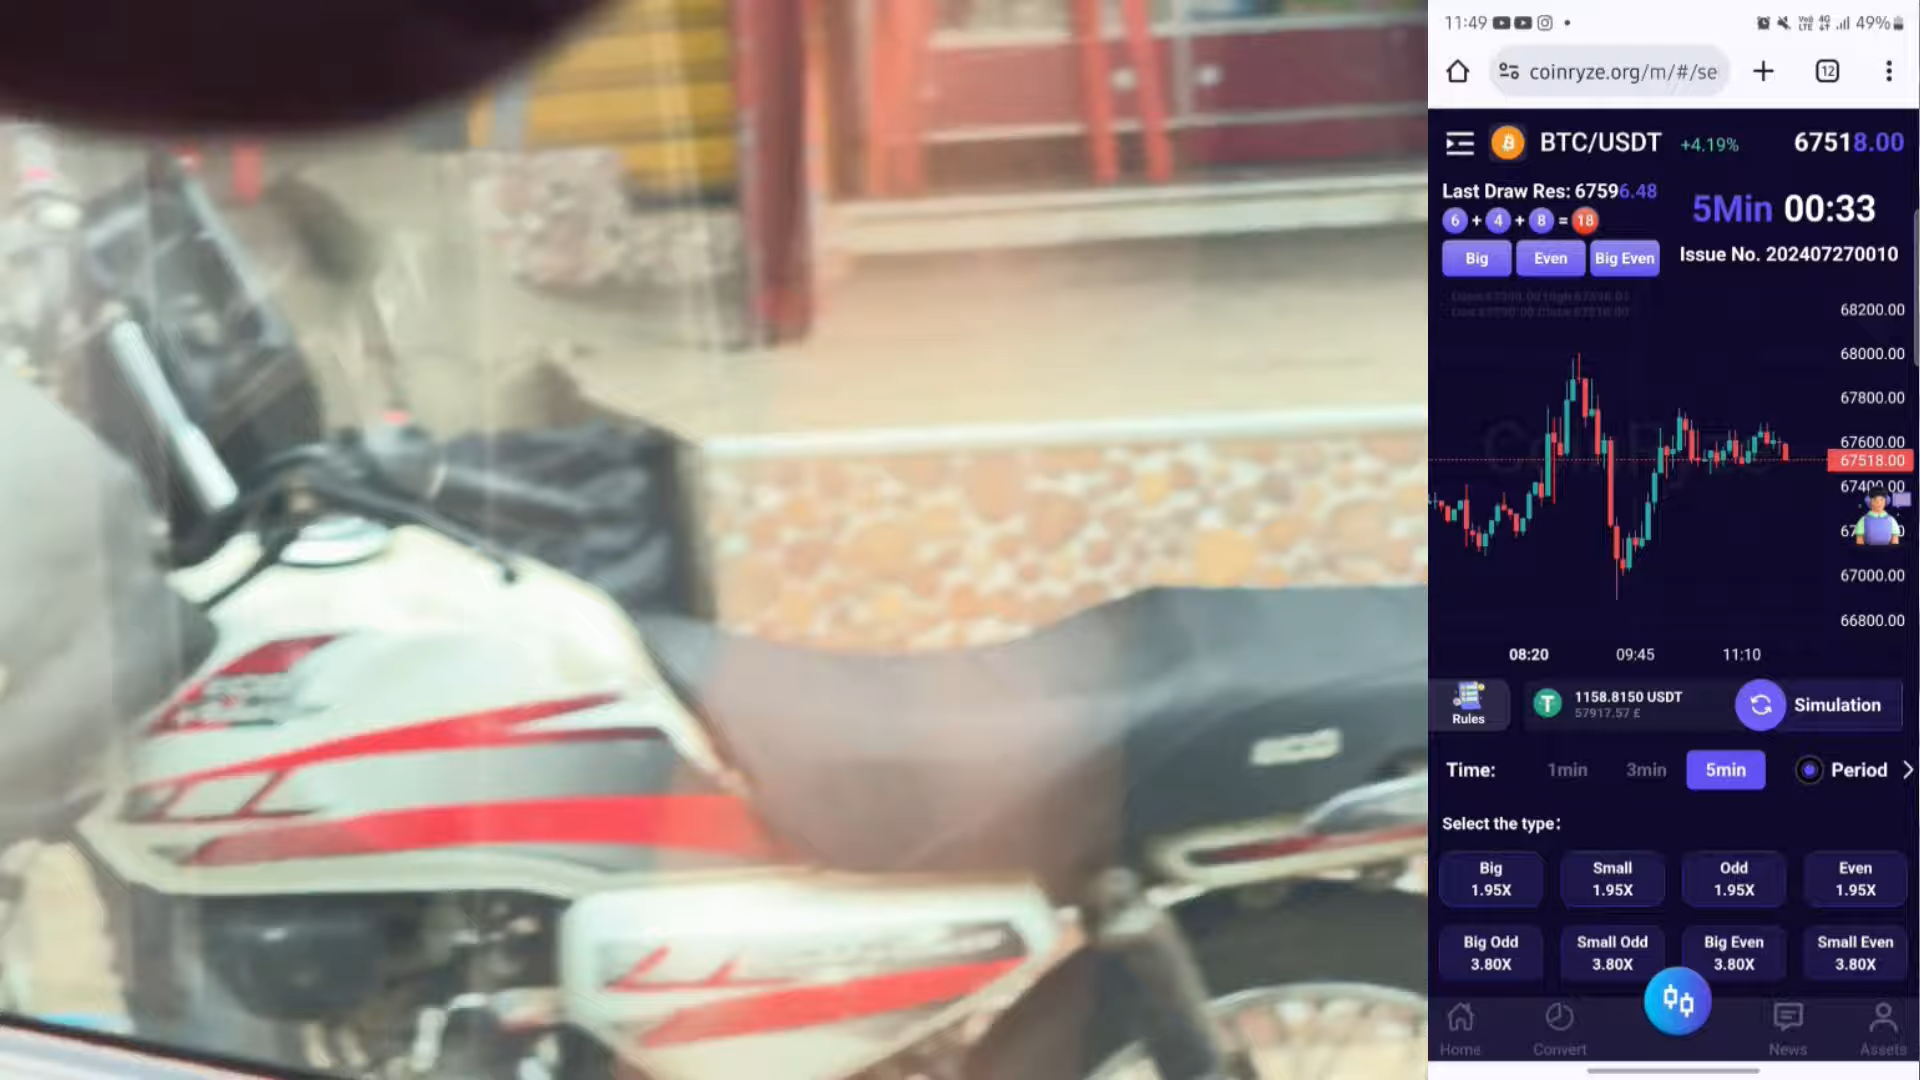 11:49
49%
coinryze.org/m/#/se
12
BTC/USDT +4.19% 67518.00
Last Draw Res: 67596.48
6 + 4 + 8 = 18
5Min 00:33
Big Even Big Even
Issue No. 202407270010
68200.00
68000.00
67800.00
67600.00
67518.00
67400.00
67000.00
66800.00
08:20 09:45 11:10
Rules
1158.8150 USDT
57917.57 £
Simulation
Time: 1min 3min 5min Period
Select the type:
Big Small Odd Even
1.95X 1.95X 1.95X 1.95X
Big Odd Small Odd Big Even Small Even
3.80X 3.80X 3.80X 3.80X
Home Convert News Assets